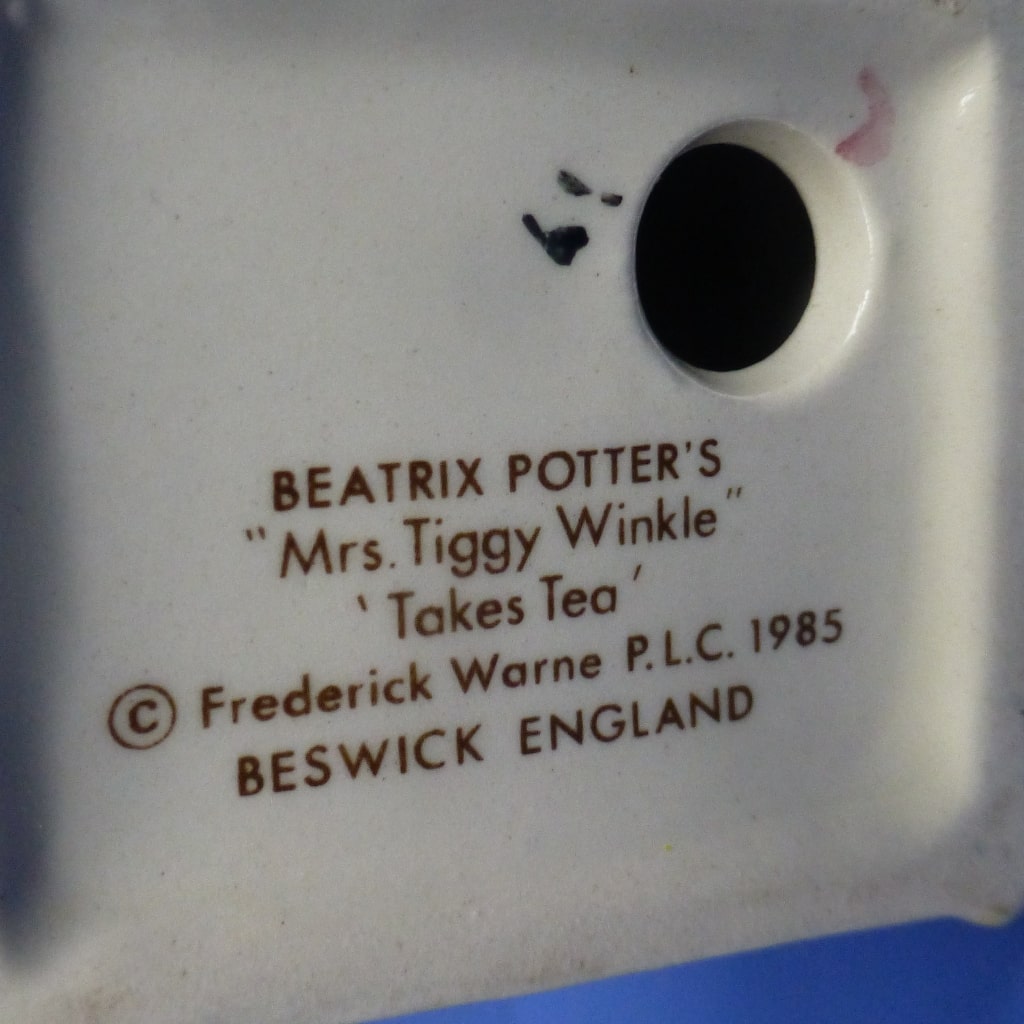 BEATRIX POTTER'S
"Mrs. Tiggy Winkle"
'Takes Tea'
© Frederick Warne P.L.C. 1985
BESWICK ENGLAND